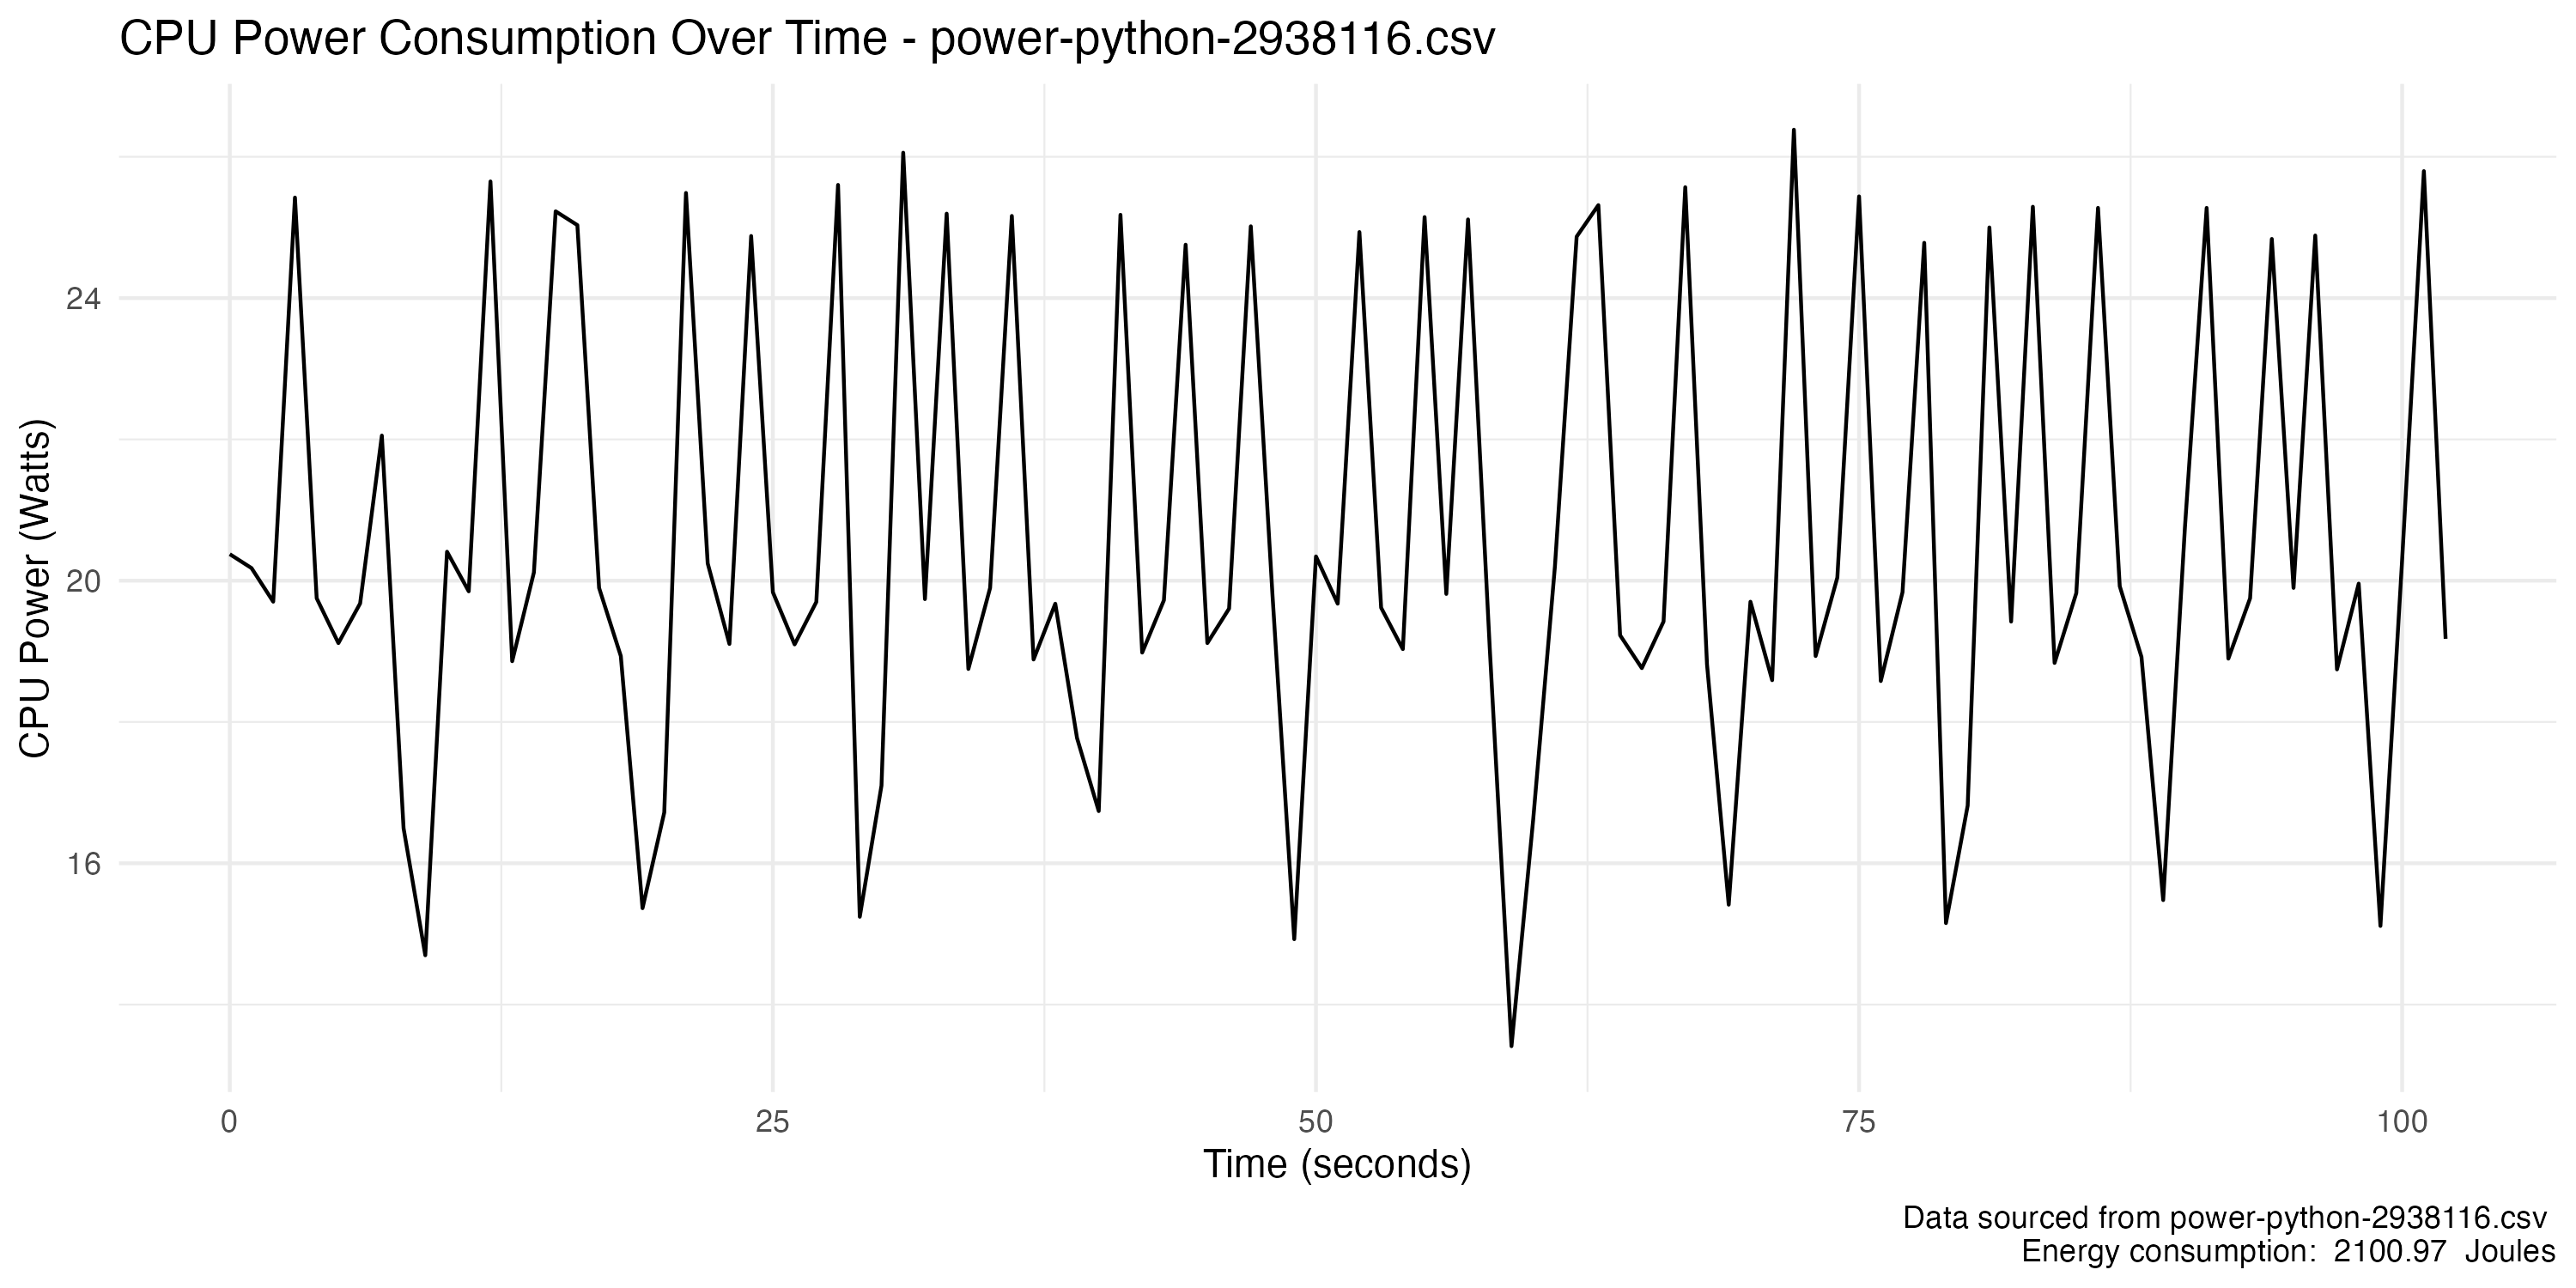 CPU Power Consumption Over Time - power-python-2938116.csv
CPU Power (Watts)
24
20
16
0
25
50
75
100
Time (seconds)
Data sourced from power-python-2938116.csv
Energy consumption: 2100.97 Joules